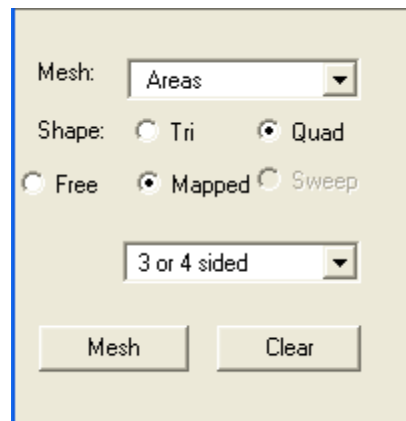 Mesh: Areas
Shape: Tri Quad
Free Mapped Sweep
3 or 4 sided
Mesh Clear